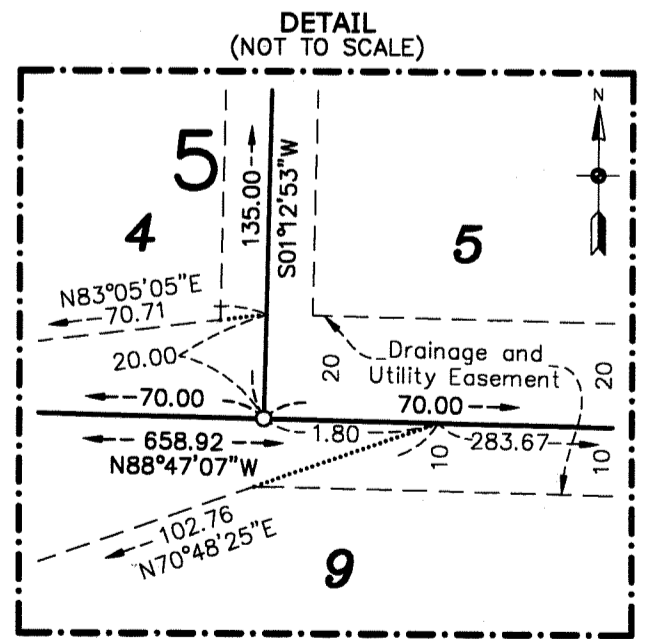 DETAIL
(NOT TO SCALE)
N
5
4
135.00
S01°12'53"W
5
N83°05'05"E
70.71
20.00
20
Drainage and
Utility Easement
20
70.00
70.00
658.92
1.80
283.67
N88°47'07"W
10
10
102.76
N70°48'25"E
9